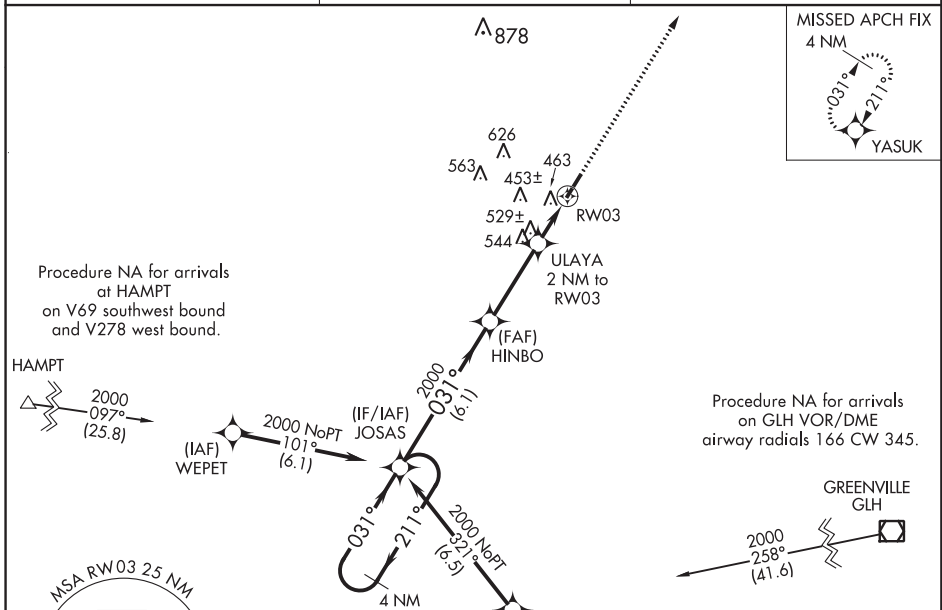 878
MISSED APCH FIX
4 NM
031°
211°
YASUK
626
563
463
453±
RW03
529±
544
ULAYA
2 NM to
RW03
Procedure NA for arrivals
at HAMPT
on V69 southwest bound
and V278 west bound.
(FAF)
HINBO
HAMPT
2000
097°
(25.8)
2000
031°
(6.1)
(IF/IAF)
JOSAS
2000 NoPT
101°
(6.1)
(IAF)
WEPET
Procedure NA for arrivals
on GLH VOR/DME
airway radials 166 CW 345.
GREENVILLE
GLH
2000
258°
(41.6)
031°
211°
2000 NoPT
321°
(6.5)
4 NM
MSA RW03 25 NM